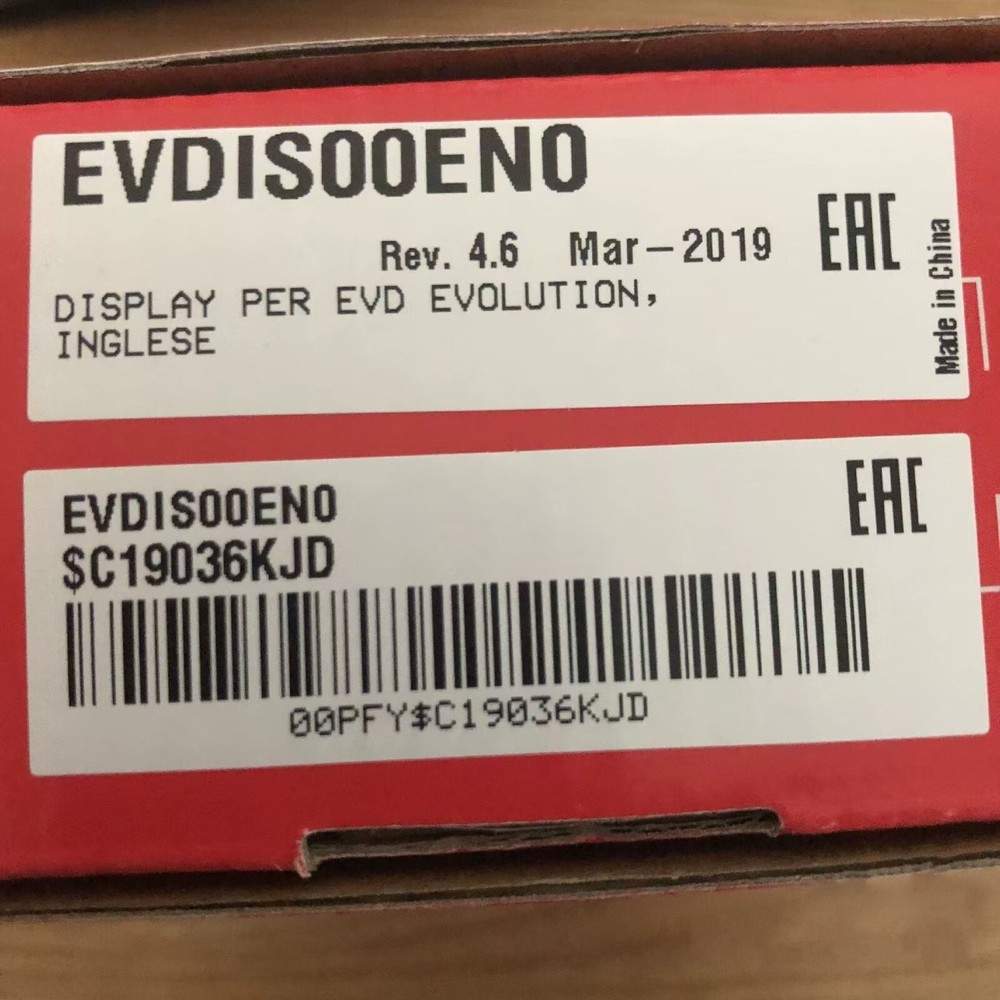 EVDIS00EN0
Rev. 4.6 Mar-2019
EAC
Made in China
DISPLAY PER EVD EVOLUTION,
INGLESE
EVDIS00EN0
EAC
$C19036KJD
00PFY$C19036KJD